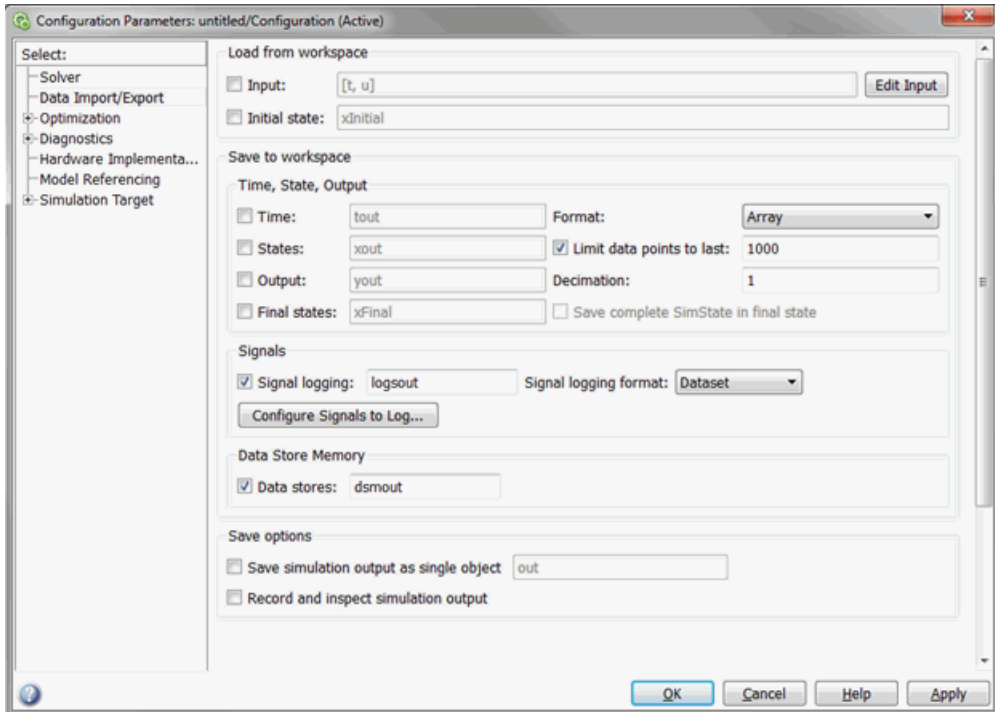 Configuration Parameters: untitled/Configuration (Active)
Select:
Solver
Data Import/Export
Optimization
Diagnostics
Hardware Implementa...
Model Referencing
Simulation Target
Load from workspace
Input: [t, u] Edit Input
Initial state: xInitial
Save to workspace
Time, State, Output
Time: tout Format: Array
States: xout Limit data points to last: 1000
Output: yout Decimation: 1
Final states: xFinal Save complete SimState in final state
Signals
Signal logging: logsout Signal logging format: Dataset
Configure Signals to Log...
Data Store Memory
Data stores: dsmout
Save options
Save simulation output as single object out
Record and inspect simulation output
OK Cancel Help Apply